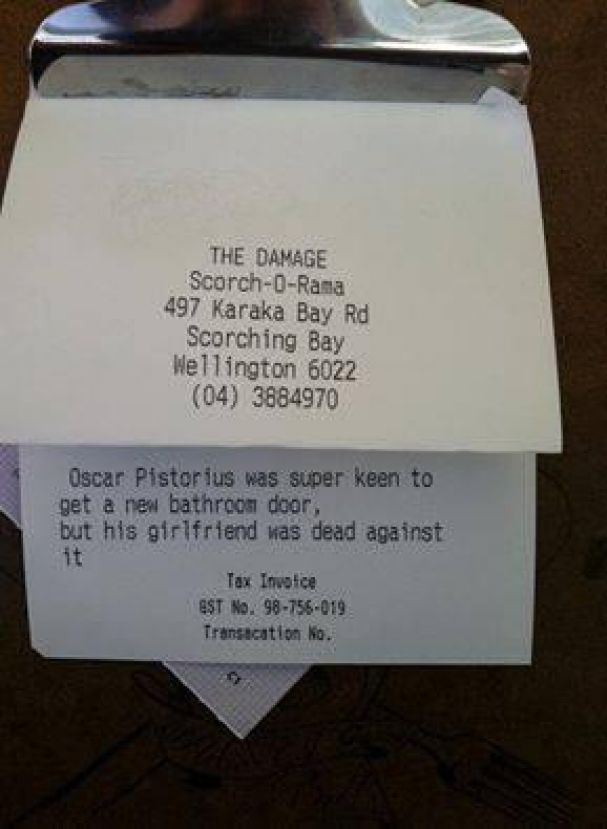 THE DAMAGE
Scorch-O-Rama
497 Karaka Bay Rd
Scorching Bay
Wellington 6022
(04) 3884970
Oscar Pistorius was super keen to
get a new bathroom door,
but his girlfriend was dead against
it
Tax Invoice
GST No. 98-756-019
Transacation No.